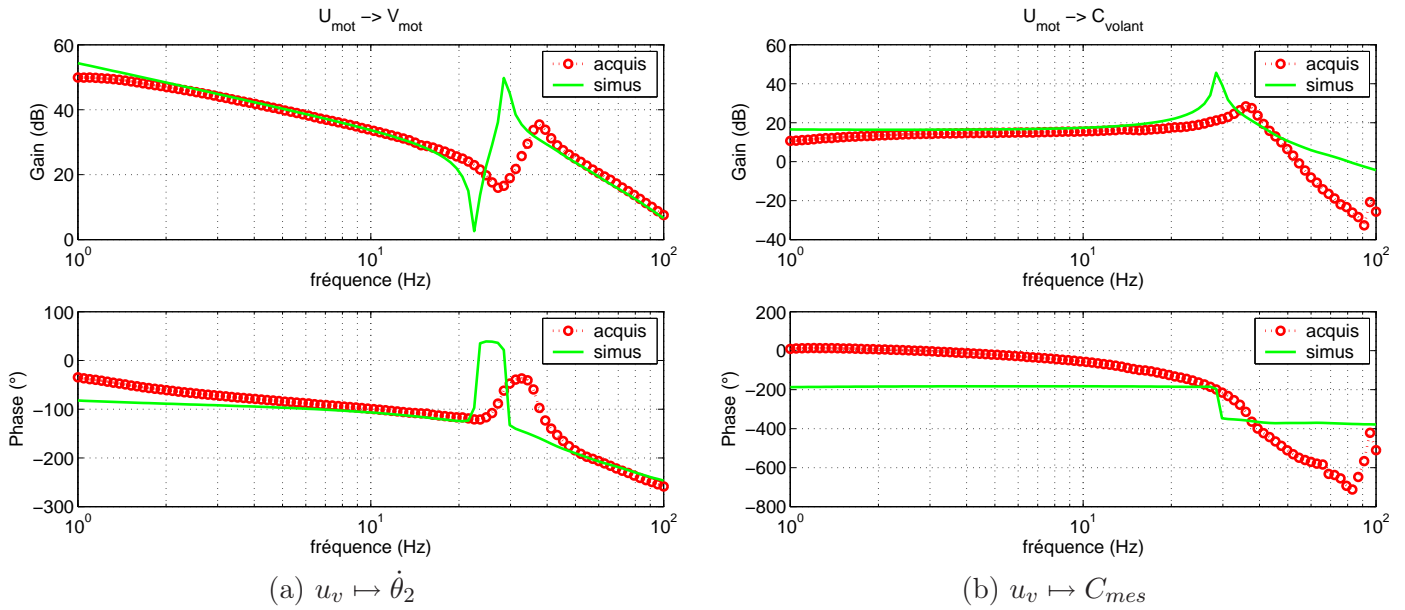 U_mot -> V_mot
60
40
20
0
Gain (dB)
acquis
simus
10^0
10^1
10^2
fréquence (Hz)
100
0
−100
−200
−300
Phase (°)
acquis
simus
10^0
10^1
10^2
fréquence (Hz)
(a) u_v ↦ θ̇_2
U_mot -> C_volant
60
40
20
0
−20
−40
Gain (dB)
acquis
simus
10^0
10^1
10^2
fréquence (Hz)
200
0
−200
−400
−600
−800
Phase (°)
acquis
simus
10^0
10^1
10^2
fréquence (Hz)
(b) u_v ↦ C_mes